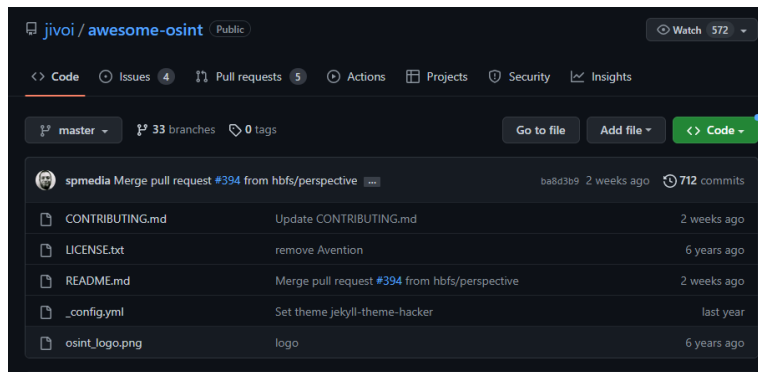 jivoi / awesome-osint Public Watch 572
Code Issues 4 Pull requests 5 Actions Projects Security Insights
master 33 branches 0 tags Go to file Add file Code
spmedia Merge pull request #394 from hbfs/perspective ... ba8d3b9 2 weeks ago 712 commits
CONTRIBUTING.md Update CONTRIBUTING.md 2 weeks ago
LICENSE.txt remove Avention 6 years ago
README.md Merge pull request #394 from hbfs/perspective 2 weeks ago
_config.yml Set theme jekyll-theme-hacker last year
osint_logo.png logo 6 years ago